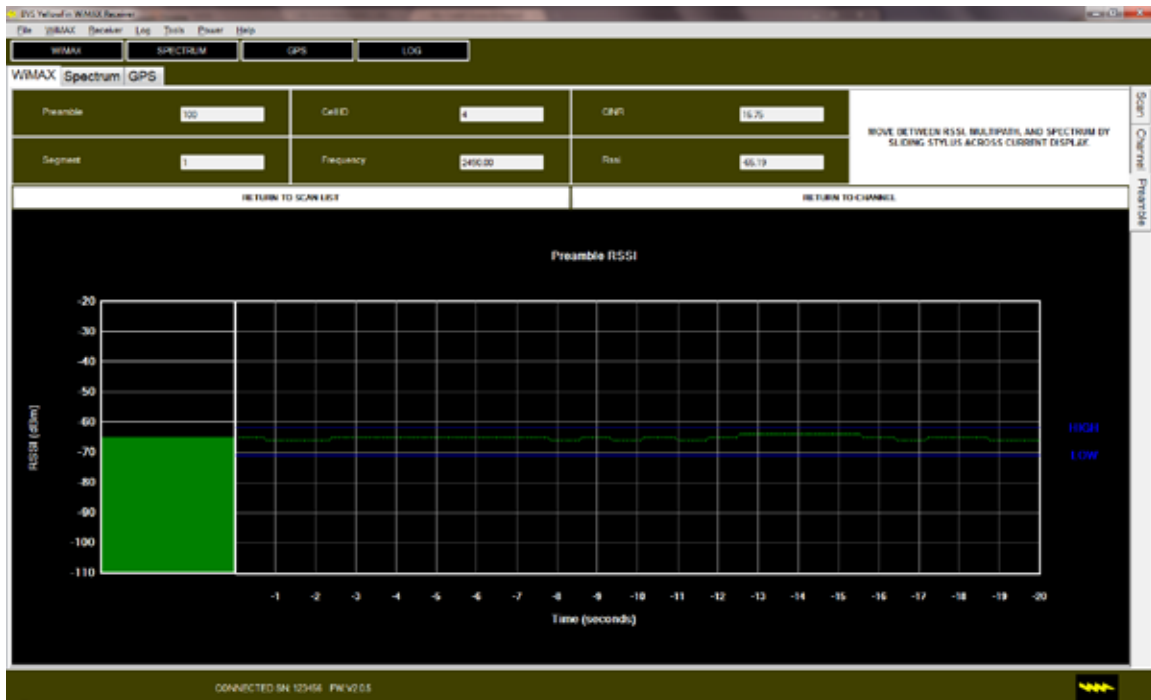 BVS YellowFin WiMAX Receiver
File WiMAX Receiver Log Tools Power Help
WIMAX SPECTRUM GPS LOG
WiMAX Spectrum GPS
Preamble 100 Cell ID 4 CINR 16.75
MOVE BETWEEN RSSI, MULTIPATH, AND SPECTRUM BY
SLIDING STYLUS ACROSS CURRENT DISPLAY.
Segment 1 Frequency 2490.00 Rssi -65.19
Scan
Channel
Preamble
RETURN TO SCAN LIST RETURN TO CHANNEL
Preamble RSSI
-20
-30
-40
-50
-60
-70
-80
-90
-100
-110
RSSI (dBm)
HIGH
LOW
-1 -2 -3 -4 -5 -6 -7 -8 -9 -10 -11 -12 -13 -14 -15 -16 -17 -18 -19 -20
Time (seconds)
CONNECTED SN: 123456 FW:V2.0.5